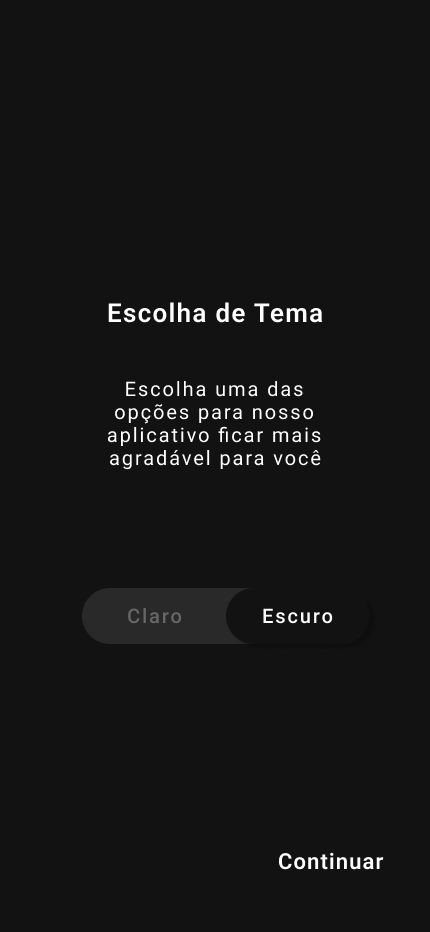 Escolha de Tema
Escolha uma das
opções para nosso
aplicativo ficar mais
agradável para você
Claro
Escuro
Continuar